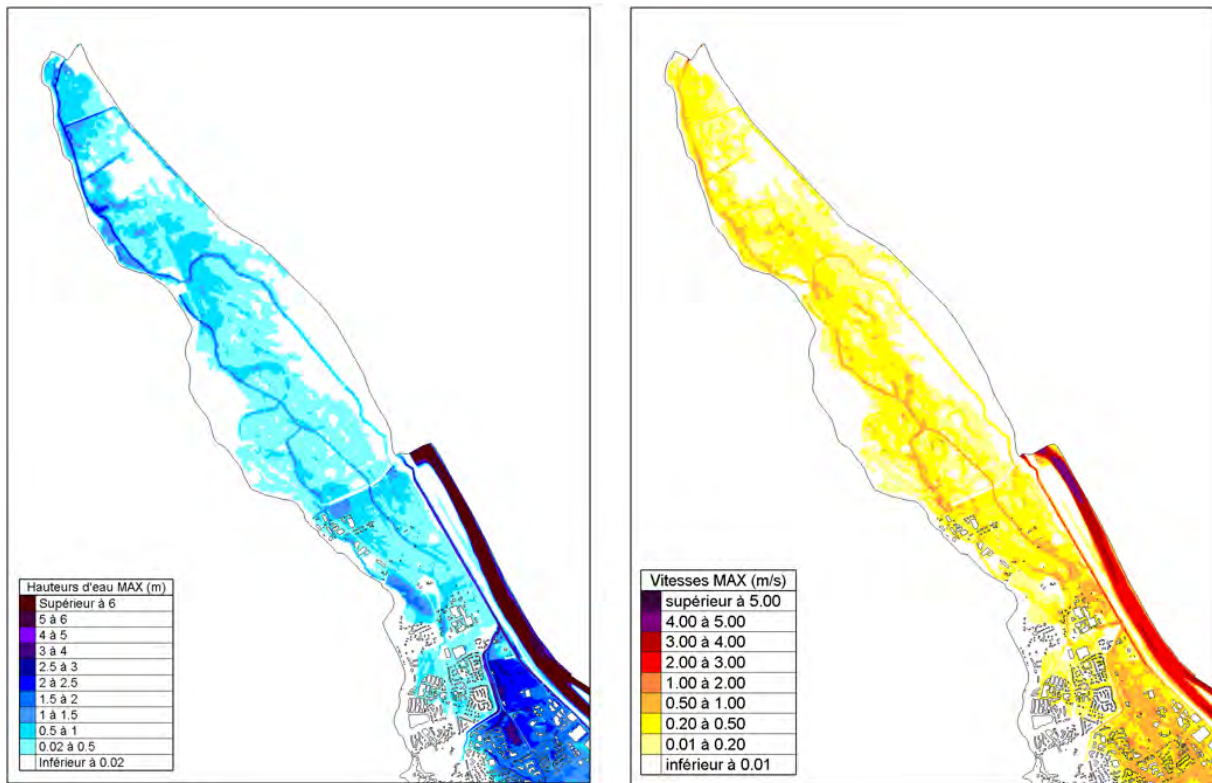 Hauteurs d'eau MAX (m)
Supérieur à 6
5 à 6
4 à 5
3 à 4
2.5 à 3
2 à 2.5
1.5 à 2
1 à 1.5
0.5 à 1
0.02 à 0.5
Inférieur à 0.02
Vitesses MAX (m/s)
supérieur à 5.00
4.00 à 5.00
3.00 à 4.00
2.00 à 3.00
1.00 à 2.00
0.50 à 1.00
0.20 à 0.50
0.01 à 0.20
inférieur à 0.01